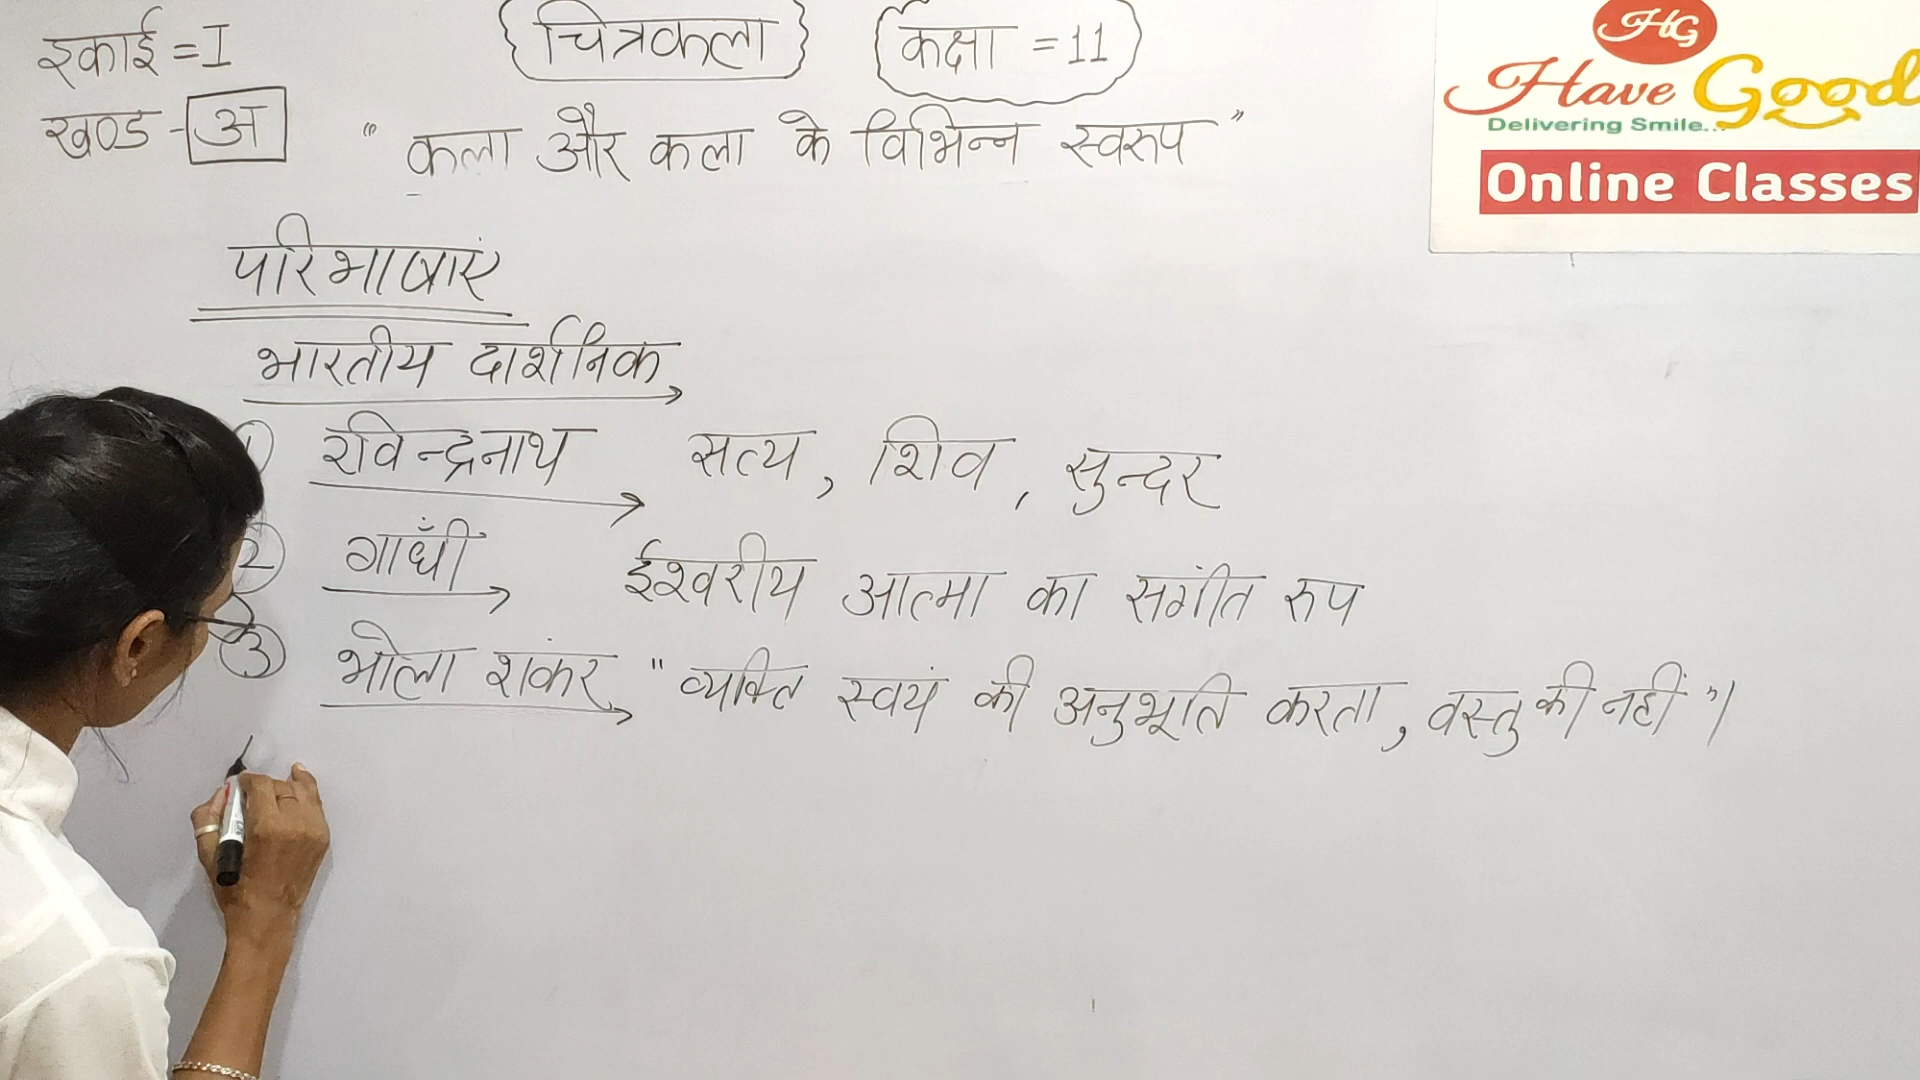 इकाई = I
चित्रकला
कक्षा = 11
खण्ड - अ
" कला और कला के विभिन्न स्वरुप "
HG
Have Good
Delivering Smile...
Online Classes
परिभाषाएं
भारतीय दार्शनिक
1 रविन्द्रनाथ → सत्य, शिव, सुन्दर
2 गाँधी → ईश्वरीय आत्मा का सगींत रुप
3 भोला शंकर → " व्यक्ति स्वयं की अनुभूति करता, वस्तु की नहीं "।